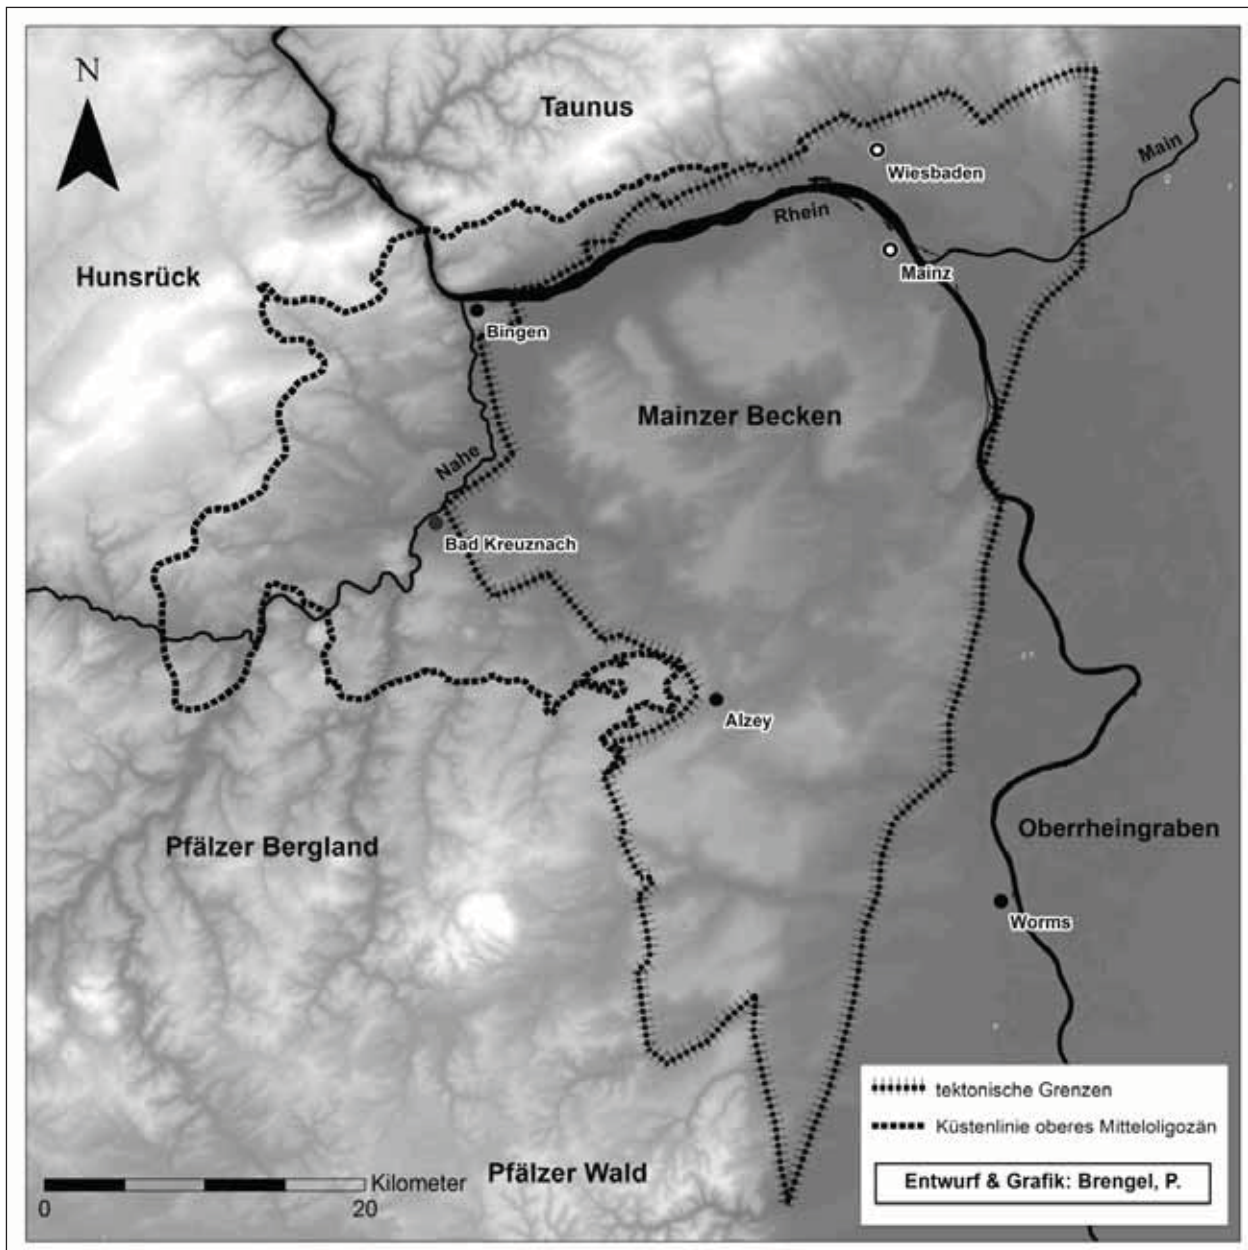 N
Taunus
Main
Wiesbaden
Rhein
Hunsrück
Mainz
Bingen
Mainzer Becken
Nahe
Bad Kreuznach
Alzey
Pfälzer Bergland
Oberrheingraben
Worms
tektonische Grenzen
Küstenlinie oberes Mitteloligozän
Pfälzer Wald
Entwurf & Grafik: Brengel, P.
Kilometer
0 20